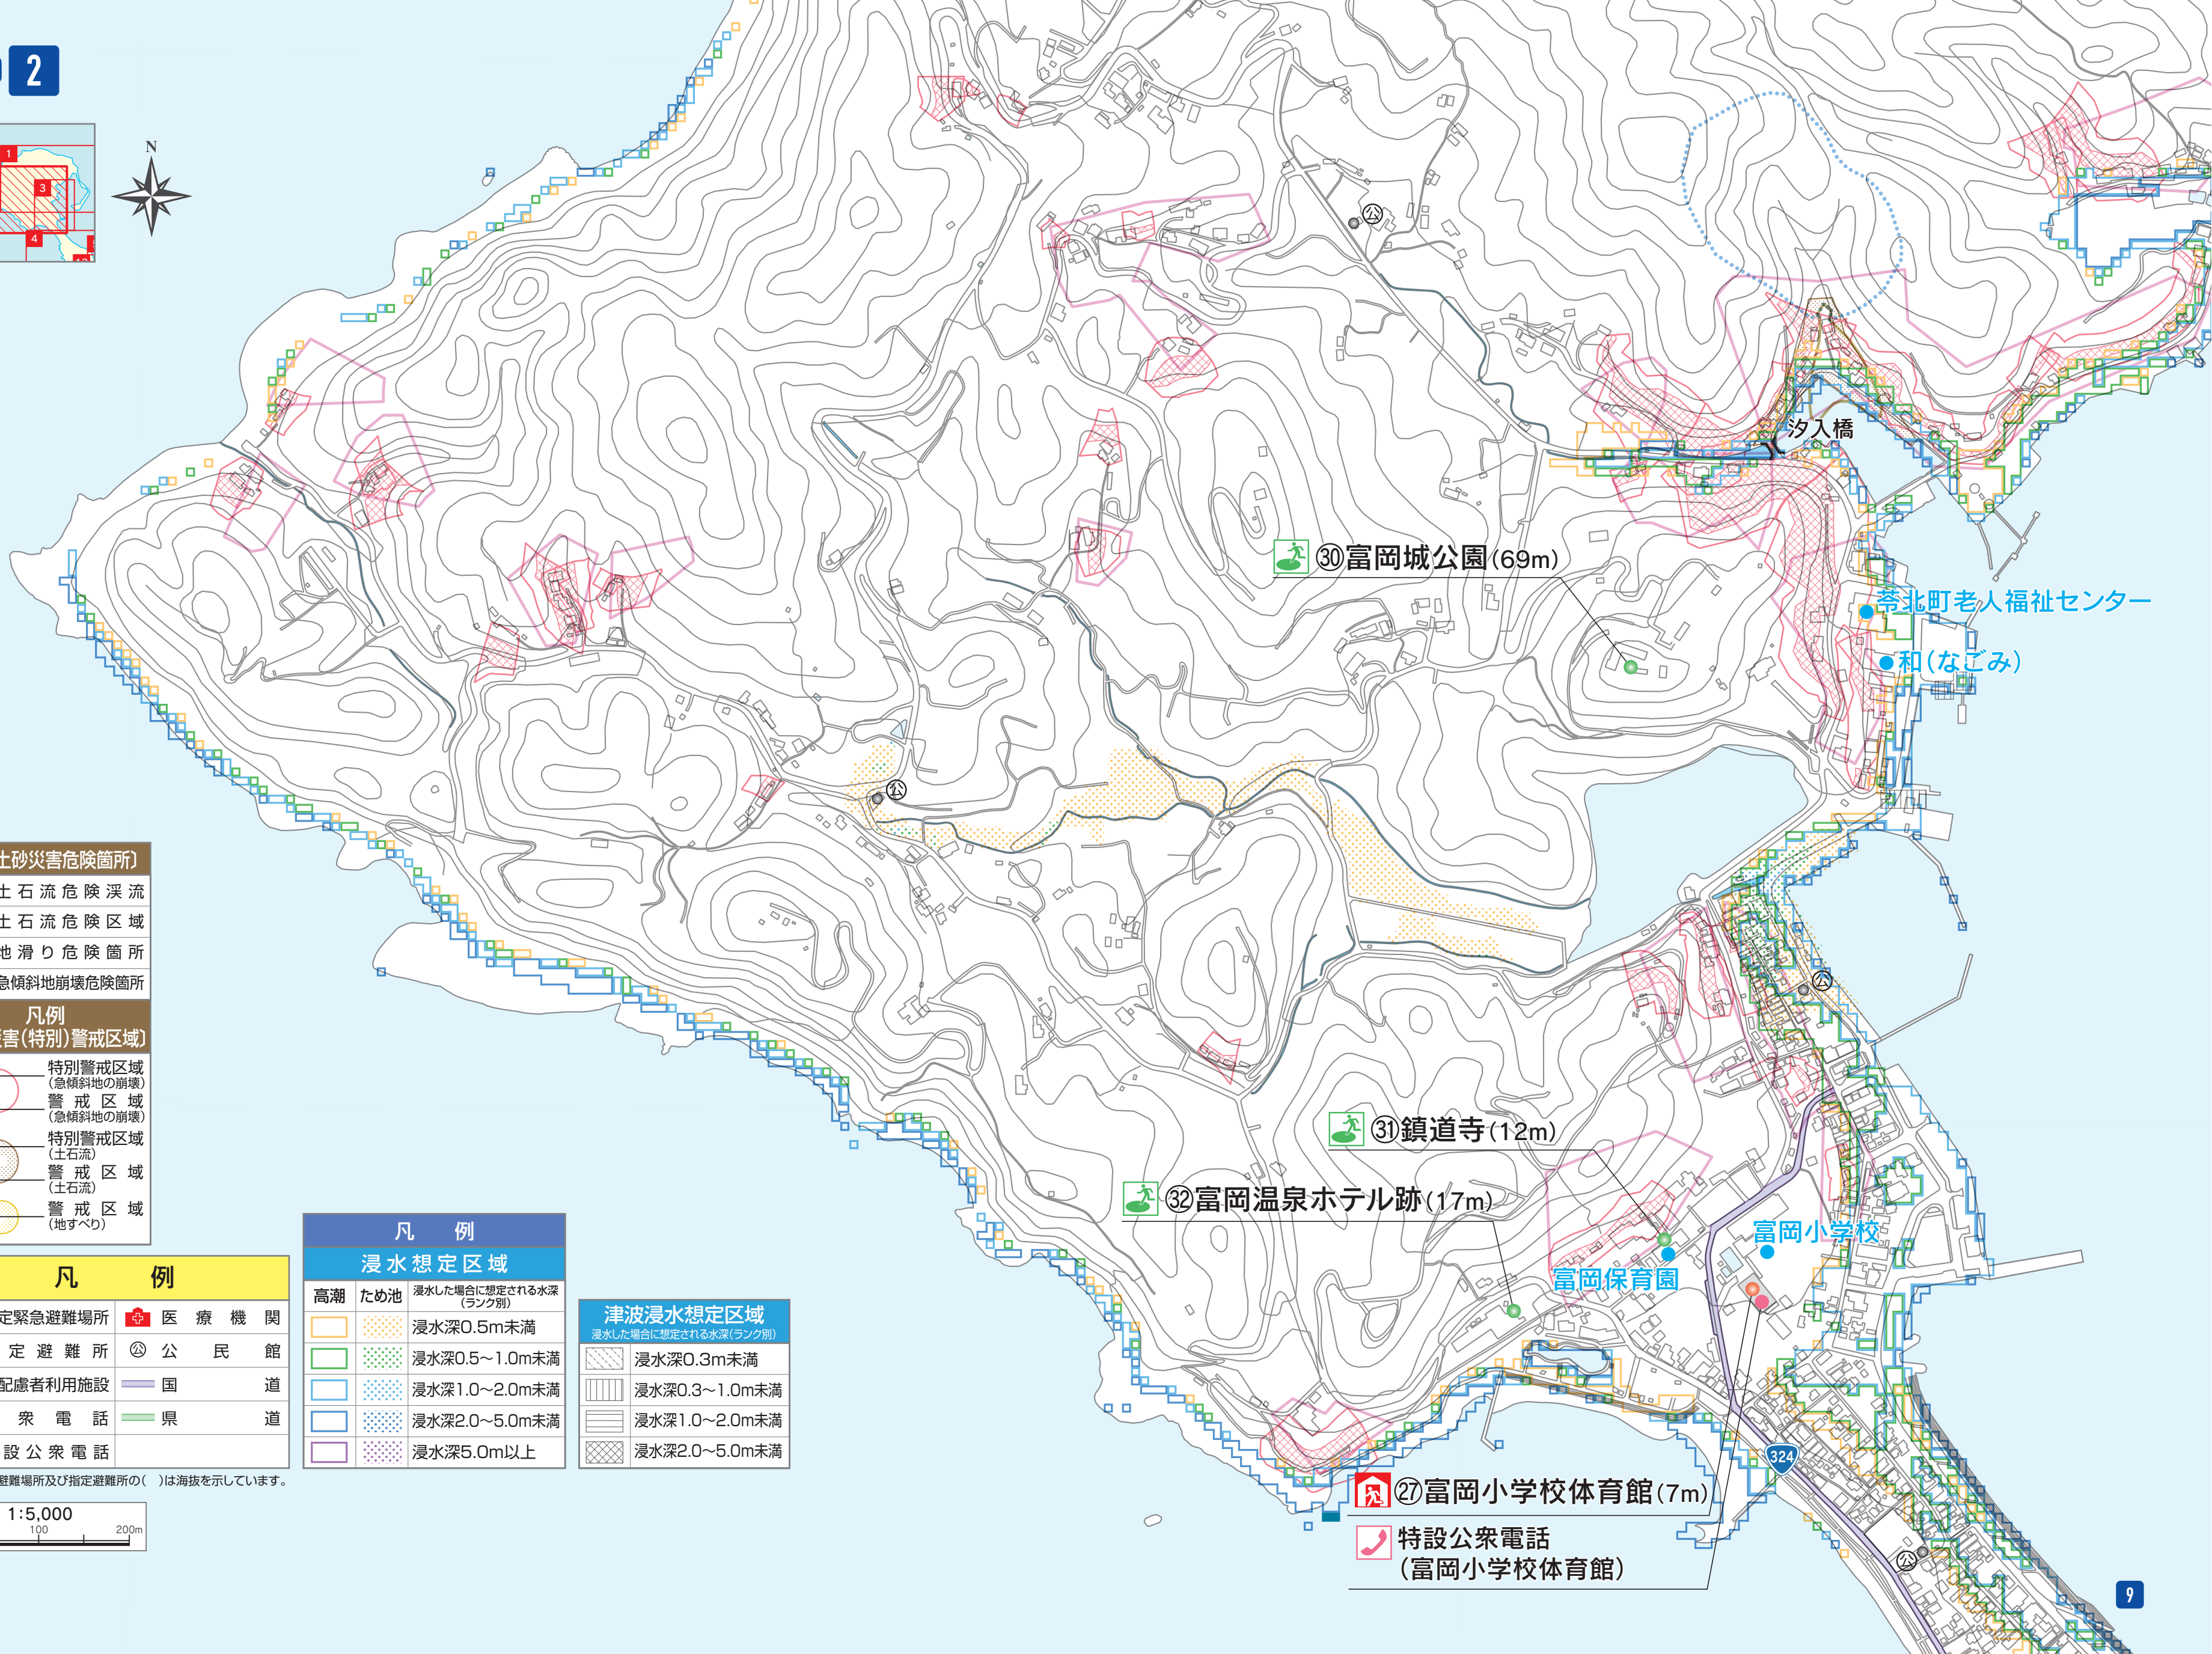 2
N
1
3
4
公
汐入橋
㉚富岡城公園(69m)
苓北町老人福祉センター
和(なごみ)
公
公
㉛鎮道寺(12m)
㉜富岡温泉ホテル跡(17m)
富岡小学校
富岡保育園
324
㉗富岡小学校体育館(7m)
特設公衆電話
(富岡小学校体育館)
公
9
土砂災害危険箇所〕
土石流危険渓流
土石流危険区域
地滑り危険箇所
急傾斜地崩壊危険箇所
凡例
害(特別)警戒区域〕
特別警戒区域
(急傾斜地の崩壊)
警戒区域
(急傾斜地の崩壊)
特別警戒区域
(土石流)
警戒区域
(土石流)
警戒区域
(地すべり)
凡例
定緊急避難場所 医療機関
定避難所 公 公民館
配慮者利用施設 国道
衆電話 県道
設公衆電話
避難場所及び指定避難所の( )は海抜を示しています。
1:5,000
100 200m
凡例
浸水想定区域
高潮 ため池 浸水した場合に想定される水深
(ランク別)
浸水深0.5m未満
浸水深0.5〜1.0m未満
浸水深1.0〜2.0m未満
浸水深2.0〜5.0m未満
浸水深5.0m以上
津波浸水想定区域
浸水した場合に想定される水深(ランク別)
浸水深0.3m未満
浸水深0.3〜1.0m未満
浸水深1.0〜2.0m未満
浸水深2.0〜5.0m未満